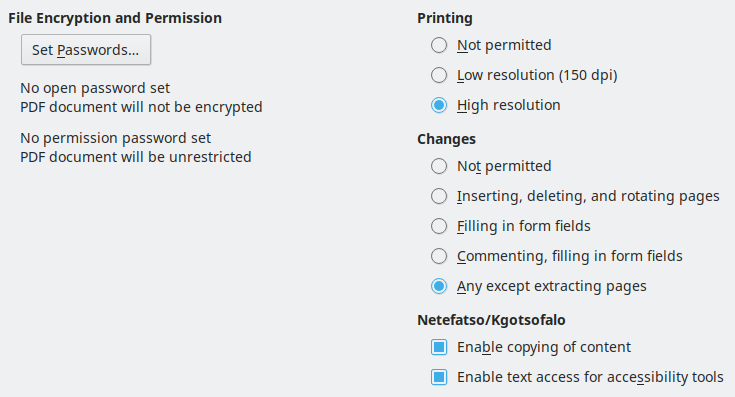 File Encryption and Permission
Set Passwords...
No open password set
PDF document will not be encrypted
No permission password set
PDF document will be unrestricted
Printing
Not permitted
Low resolution (150 dpi)
High resolution
Changes
Not permitted
Inserting, deleting, and rotating pages
Filling in form fields
Commenting, filling in form fields
Any except extracting pages
Netefatso/Kgotsofalo
Enable copying of content
Enable text access for accessibility tools